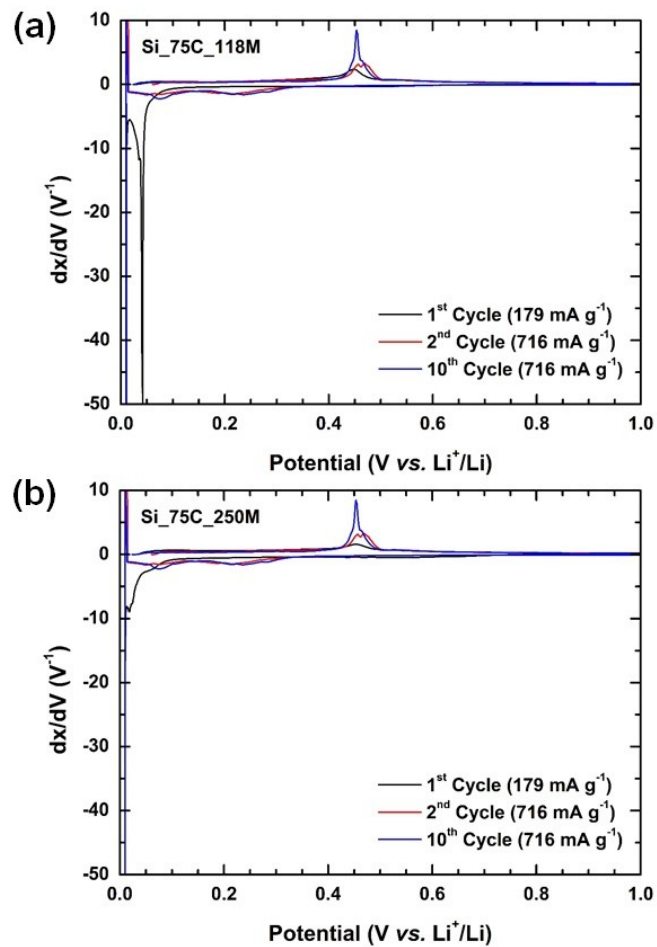 (a)
Si_75C_118M
10
0
-10
-20
-30
-40
-50
dx/dV (V⁻¹)
1ˢᵗ Cycle (179 mA g⁻¹)
2ⁿᵈ Cycle (716 mA g⁻¹)
10ᵗʰ Cycle (716 mA g⁻¹)
0.0 0.2 0.4 0.6 0.8 1.0
Potential (V vs. Li⁺/Li)
(b)
Si_75C_250M
10
0
-10
-20
-30
-40
-50
dx/dV (V⁻¹)
1ˢᵗ Cycle (179 mA g⁻¹)
2ⁿᵈ Cycle (716 mA g⁻¹)
10ᵗʰ Cycle (716 mA g⁻¹)
0.0 0.2 0.4 0.6 0.8 1.0
Potential (V vs. Li⁺/Li)